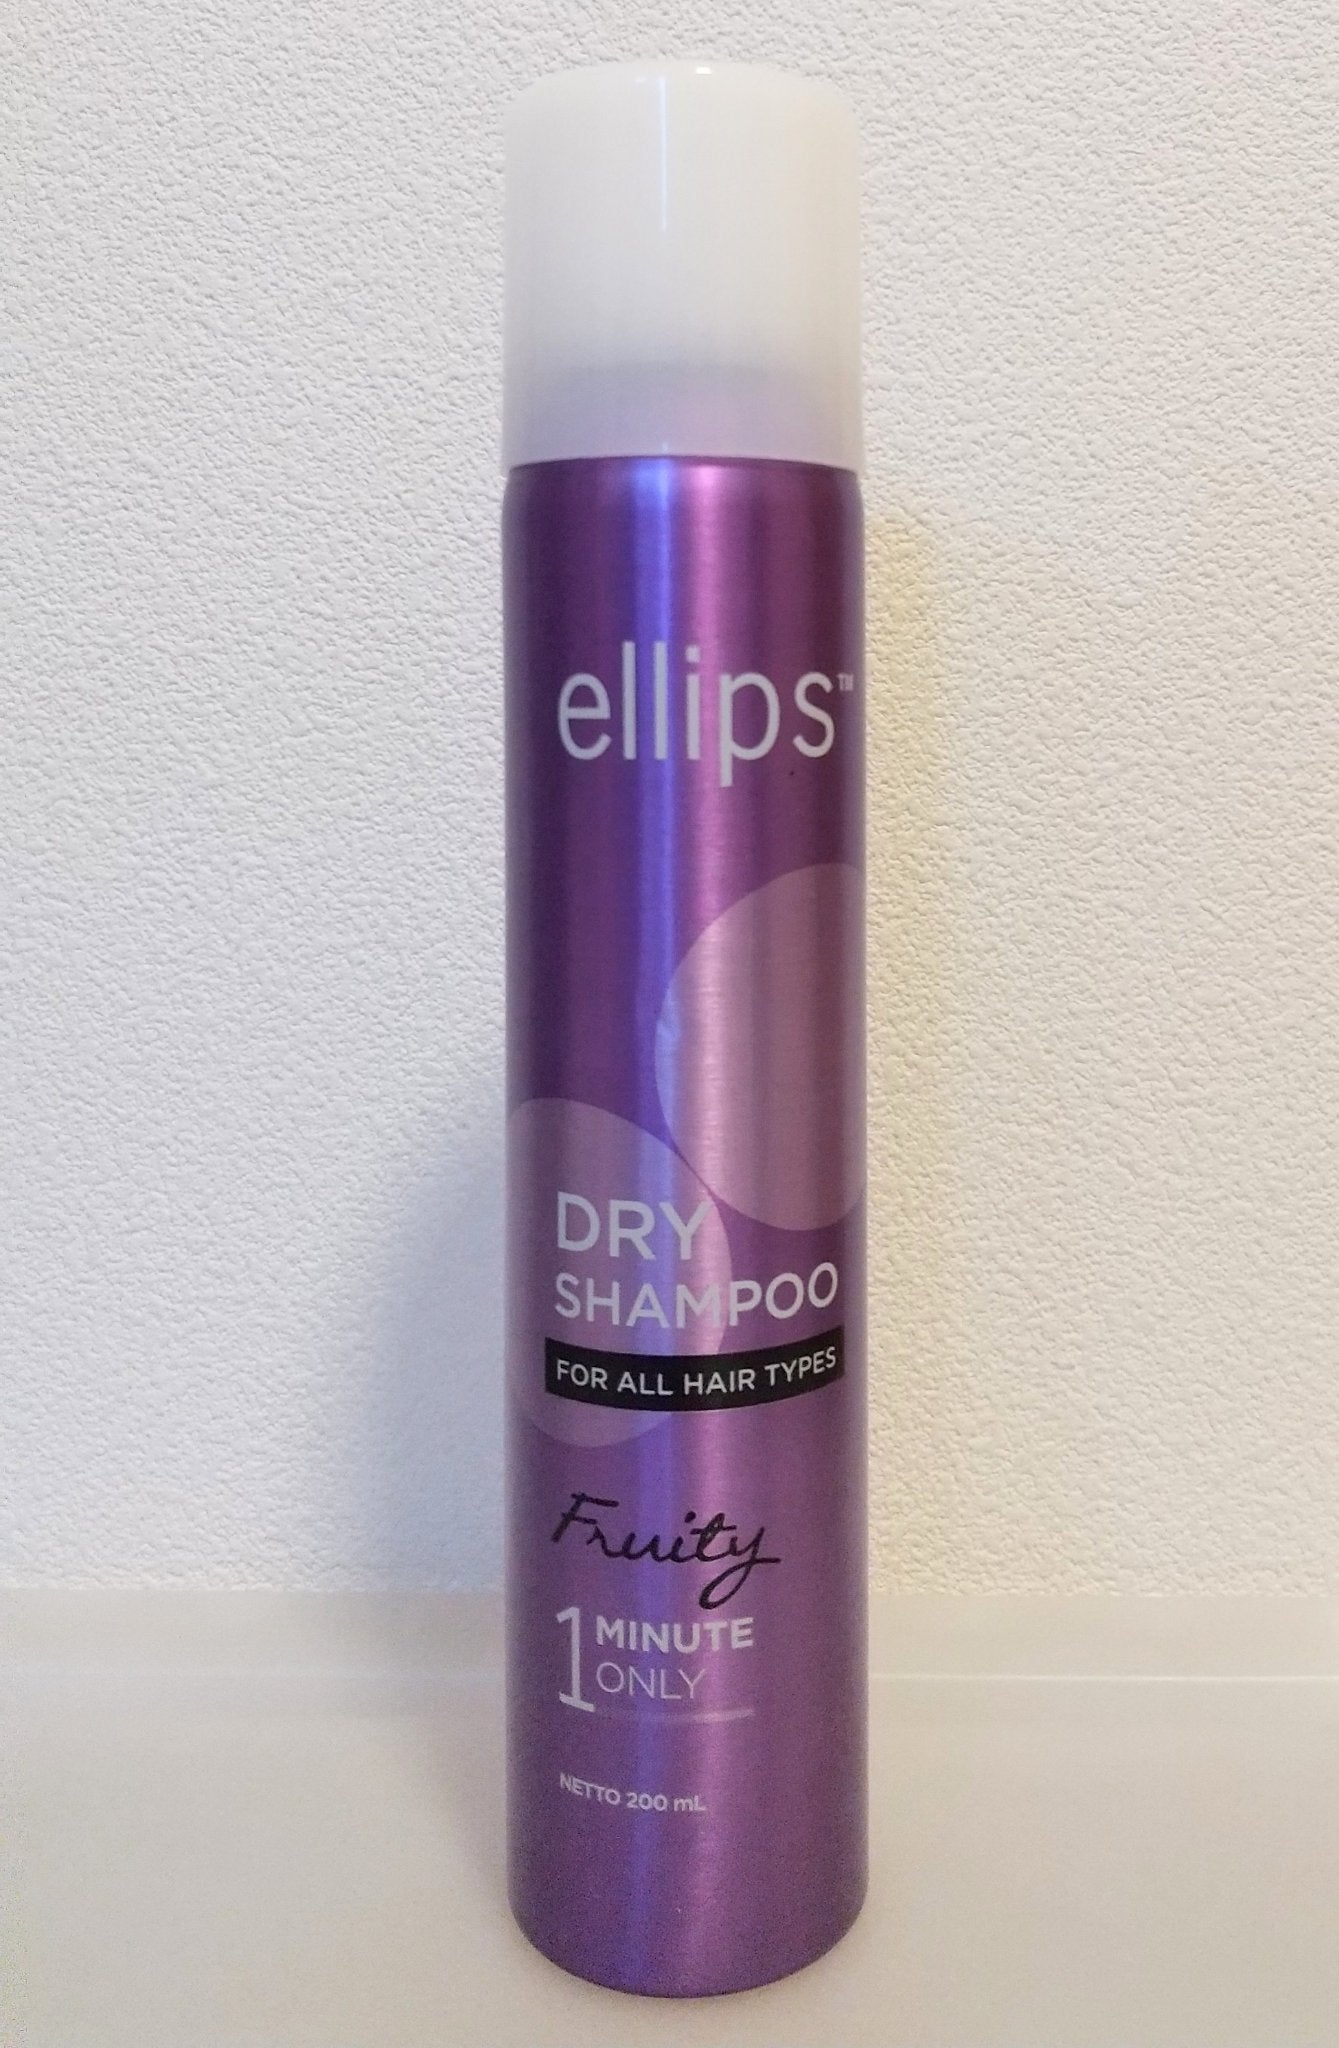 ellips™
DRY
SHAMPOO
FOR ALL HAIR TYPES
Fruity
1 MINUTE
ONLY
NETTO 200 mL